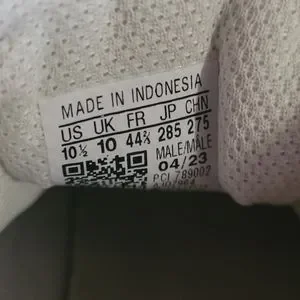 MADE IN INDONESIA
US UK FR JP CHN
10½ 10 44⅔ 285 275
MALE/MÂLE
04/23
PCI 789002